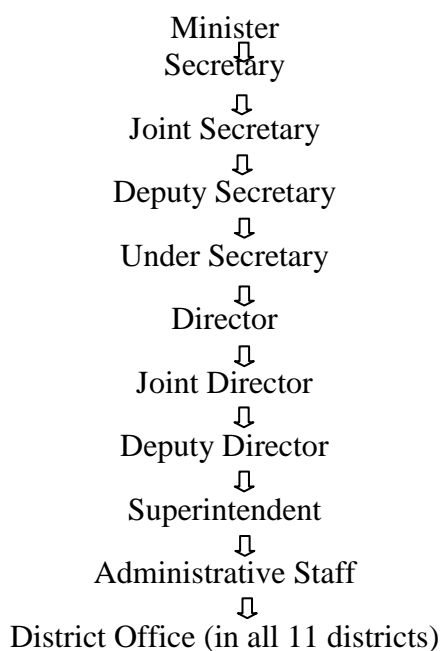 Minister
Secretary
Joint Secretary
Deputy Secretary
Under Secretary
Director
Joint Director
Deputy Director
Superintendent
Administrative Staff
District Office (in all 11 districts)